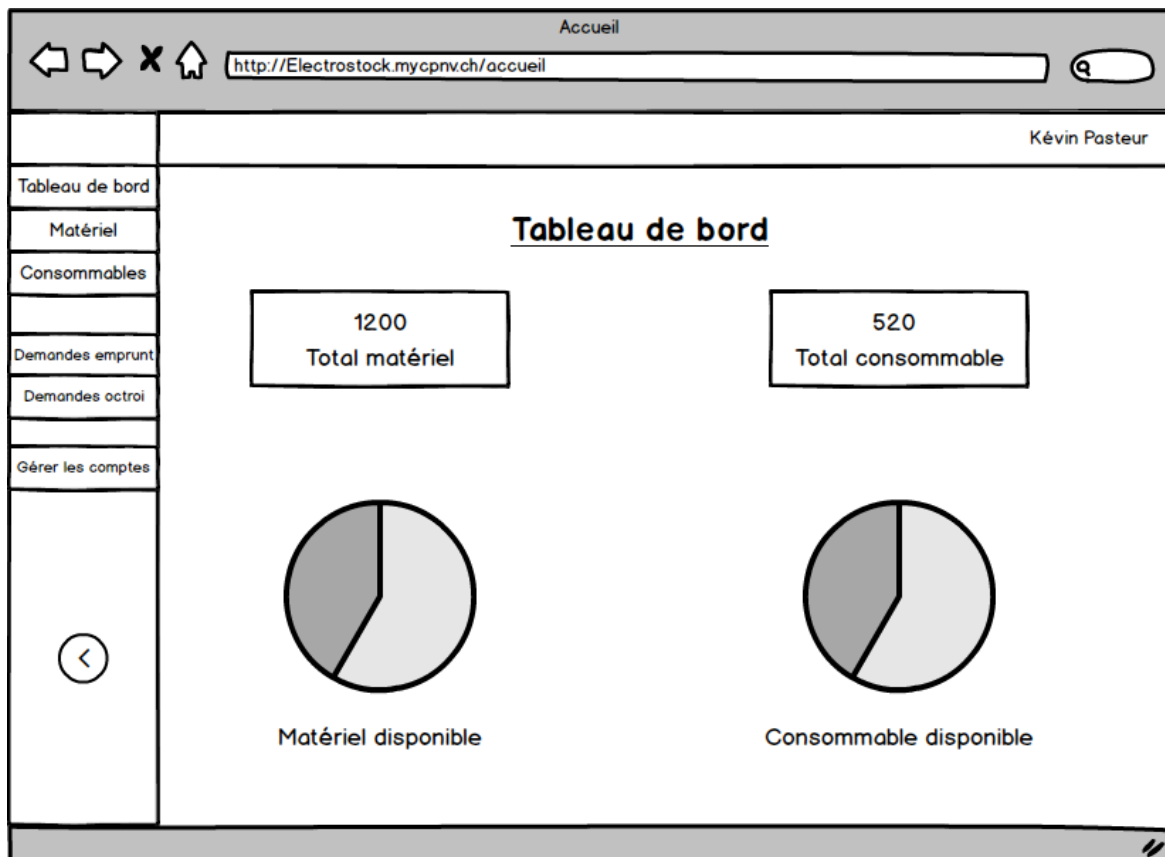 Accueil
http://Electrostock.mycpnv.ch/accueil
Kévin Pasteur
Tableau de bord
Matériel
Consommables
Demandes emprunt
Demandes octroi
Gérer les comptes
Tableau de bord
1200
Total matériel
520
Total consommable
Matériel disponible
Consommable disponible